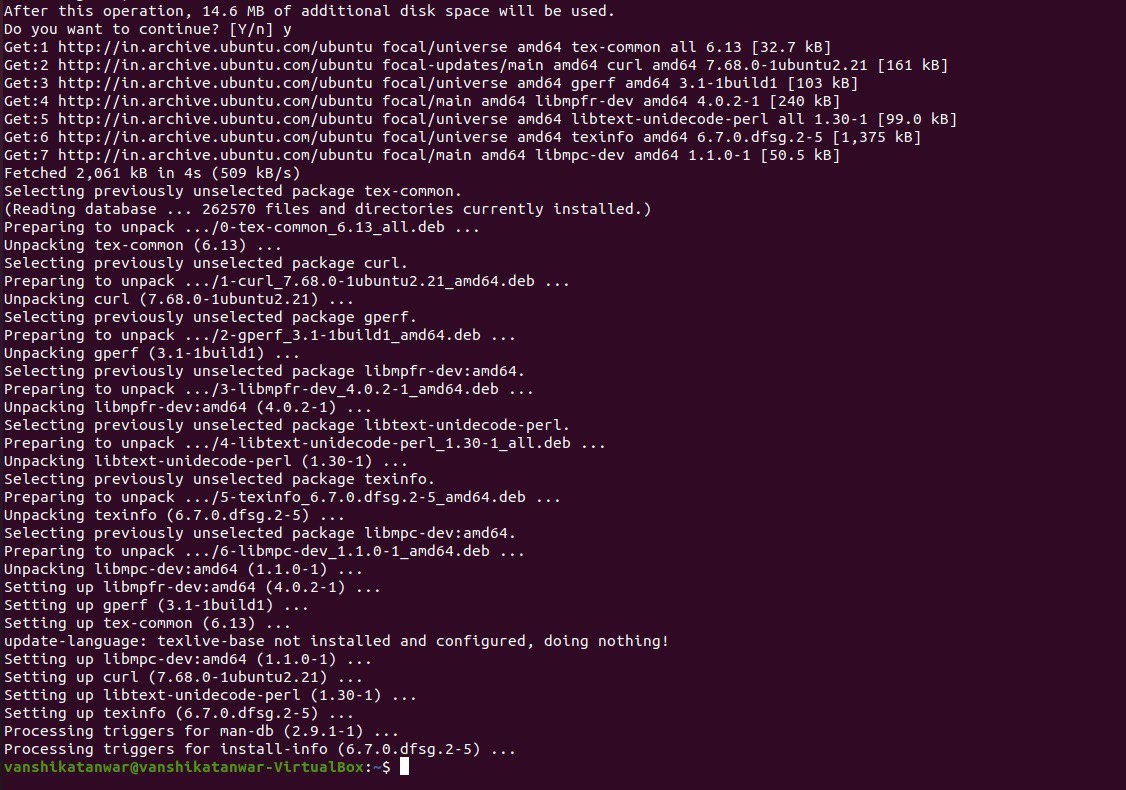 After this operation, 14.6 MB of additional disk space will be used.
Do you want to continue? [Y/n] y
Get:1 http://in.archive.ubuntu.com/ubuntu focal/universe amd64 tex-common all 6.13 [32.7 kB]
Get:2 http://in.archive.ubuntu.com/ubuntu focal-updates/main amd64 curl amd64 7.68.0-1ubuntu2.21 [161 kB]
Get:3 http://in.archive.ubuntu.com/ubuntu focal/universe amd64 gperf amd64 3.1-1build1 [103 kB]
Get:4 http://in.archive.ubuntu.com/ubuntu focal/main amd64 libmpfr-dev amd64 4.0.2-1 [240 kB]
Get:5 http://in.archive.ubuntu.com/ubuntu focal/universe amd64 libtext-unidecode-perl all 1.30-1 [99.0 kB]
Get:6 http://in.archive.ubuntu.com/ubuntu focal/universe amd64 texinfo amd64 6.7.0.dfsg.2-5 [1,375 kB]
Get:7 http://in.archive.ubuntu.com/ubuntu focal/main amd64 libmpc-dev amd64 1.1.0-1 [50.5 kB]
Fetched 2,061 kB in 4s (509 kB/s)
Selecting previously unselected package tex-common.
(Reading database ... 262570 files and directories currently installed.)
Preparing to unpack .../0-tex-common_6.13_all.deb ...
Unpacking tex-common (6.13) ...
Selecting previously unselected package curl.
Preparing to unpack .../1-curl_7.68.0-1ubuntu2.21_amd64.deb ...
Unpacking curl (7.68.0-1ubuntu2.21) ...
Selecting previously unselected package gperf.
Preparing to unpack .../2-gperf_3.1-1build1_amd64.deb ...
Unpacking gperf (3.1-1build1) ...
Selecting previously unselected package libmpfr-dev:amd64.
Preparing to unpack .../3-libmpfr-dev_4.0.2-1_amd64.deb ...
Unpacking libmpfr-dev:amd64 (4.0.2-1) ...
Selecting previously unselected package libtext-unidecode-perl.
Preparing to unpack .../4-libtext-unidecode-perl_1.30-1_all.deb ...
Unpacking libtext-unidecode-perl (1.30-1) ...
Selecting previously unselected package texinfo.
Preparing to unpack .../5-texinfo_6.7.0.dfsg.2-5_amd64.deb ...
Unpacking texinfo (6.7.0.dfsg.2-5) ...
Selecting previously unselected package libmpc-dev:amd64.
Preparing to unpack .../6-libmpc-dev_1.1.0-1_amd64.deb ...
Unpacking libmpc-dev:amd64 (1.1.0-1) ...
Setting up libmpfr-dev:amd64 (4.0.2-1) ...
Setting up gperf (3.1-1build1) ...
Setting up tex-common (6.13) ...
update-language: texlive-base not installed and configured, doing nothing!
Setting up libmpc-dev:amd64 (1.1.0-1) ...
Setting up curl (7.68.0-1ubuntu2.21) ...
Setting up libtext-unidecode-perl (1.30-1) ...
Setting up texinfo (6.7.0.dfsg.2-5) ...
Processing triggers for man-db (2.9.1-1) ...
Processing triggers for install-info (6.7.0.dfsg.2-5) ...
vanshikatanwar@vanshikatanwar-VirtualBox:~$